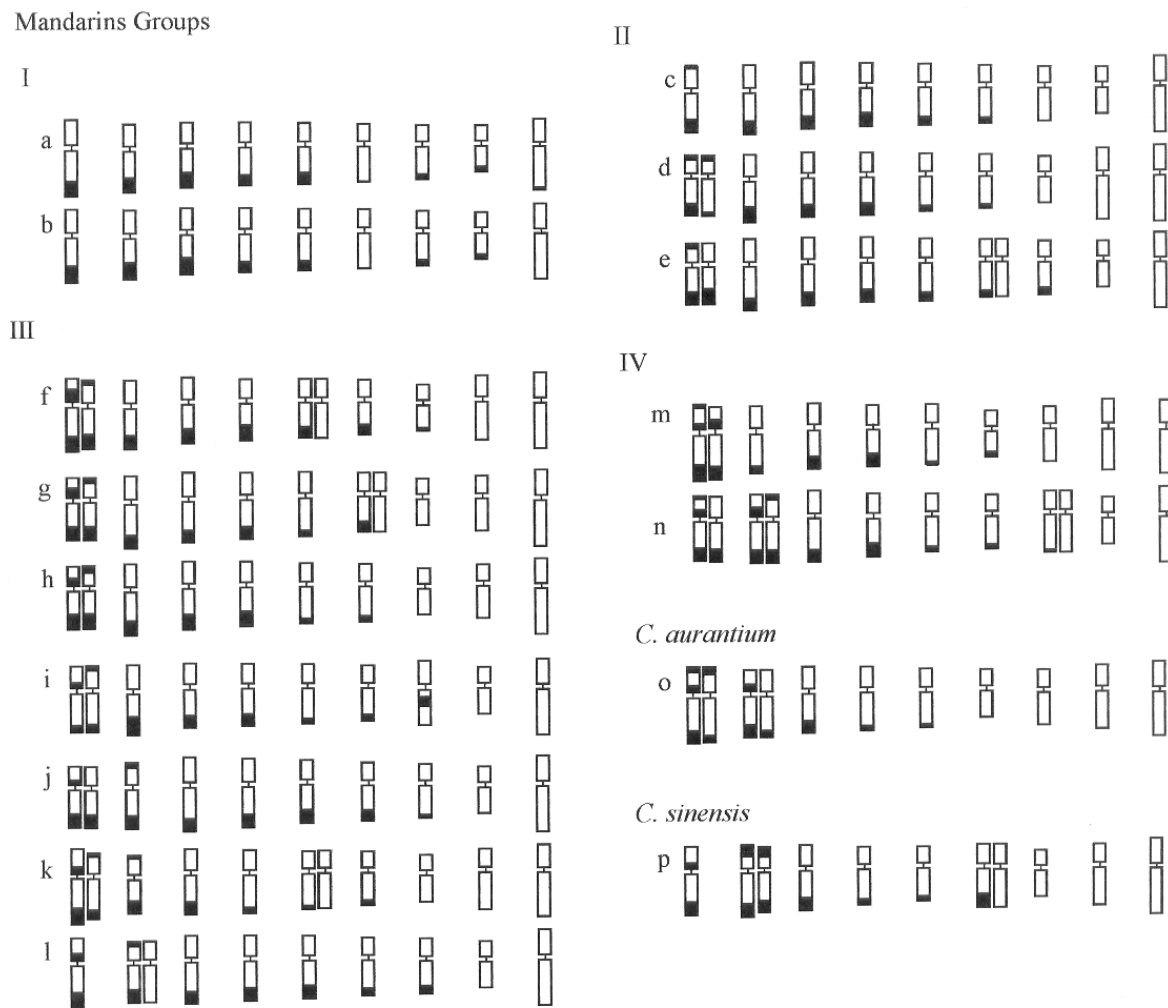 Mandarins Groups
I
a
b
II
c
d
e
III
f
g
h
i
j
k
l
IV
m
n
C. aurantium
o
C. sinensis
p